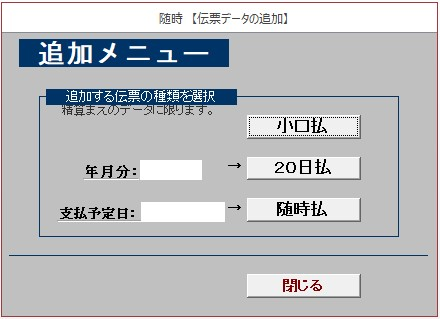 随時 【伝票データの追加】
追加メニュー
追加する伝票の種類を選択
精算まえのデータに限ります。
小口払
年月分: → 20日払
支払予定日: → 随時払
閉じる